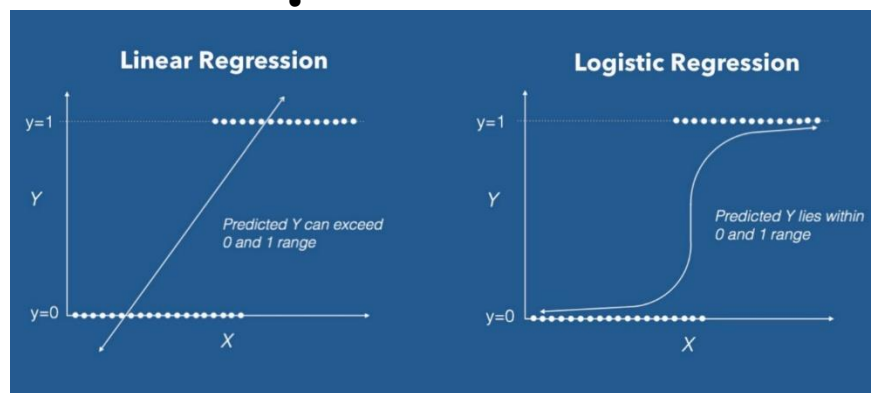 Linear Regression
y=1
Y
Predicted Y can exceed
0 and 1 range
y=0
X
Logistic Regression
y=1
Y
Predicted Y lies within
0 and 1 range
y=0
X